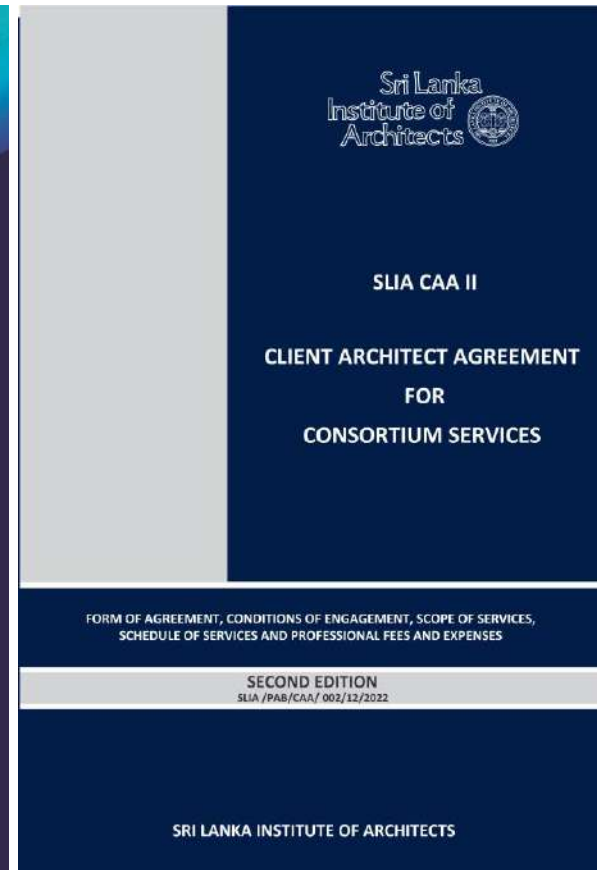 Sri Lanka
Institute of
Architects
SLIA CAA II
CLIENT ARCHITECT AGREEMENT
FOR
CONSORTIUM SERVICES
FORM OF AGREEMENT, CONDITIONS OF ENGAGEMENT, SCOPE OF SERVICES,
SCHEDULE OF SERVICES AND PROFESSIONAL FEES AND EXPENSES
SECOND EDITION
SLIA /PAB/CAA/ 002/12/2022
SRI LANKA INSTITUTE OF ARCHITECTS